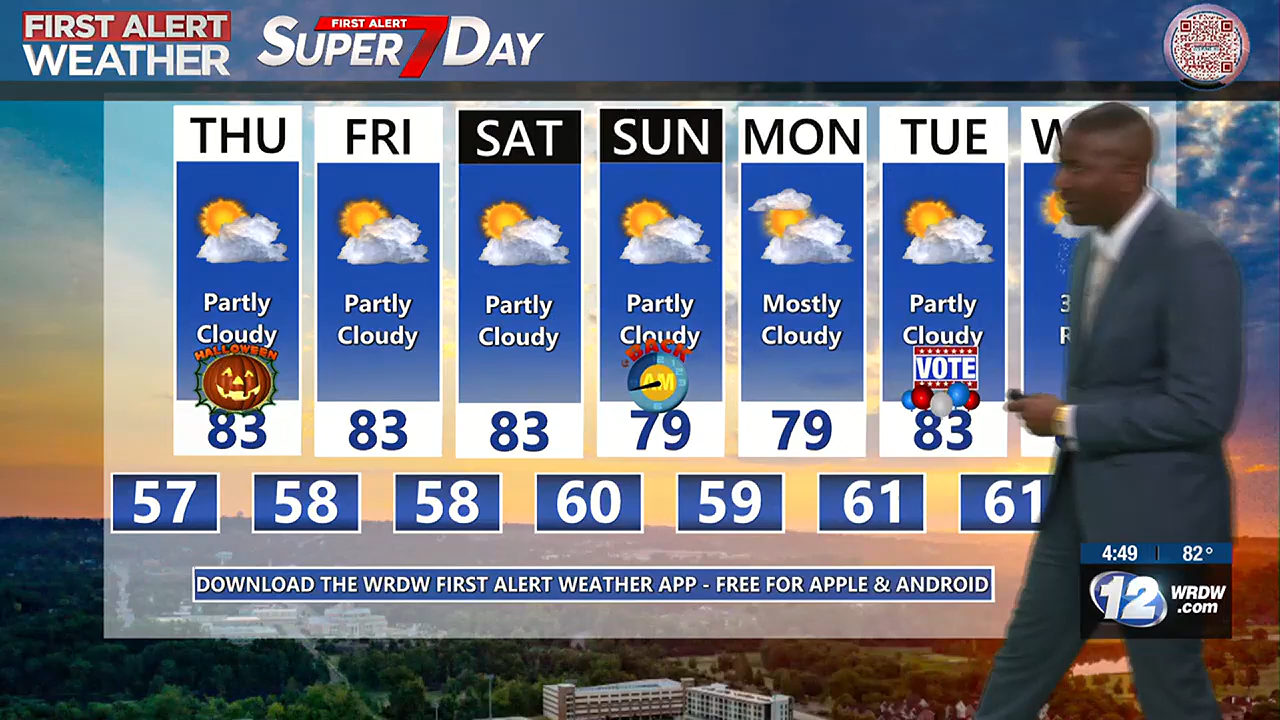 FIRST ALERT
WEATHER
FIRST ALERT
SUPER 7 DAY
THU FRI SAT SUN MON TUE W
Partly Partly Partly Partly Mostly Partly 3
Cloudy Cloudy Cloudy Cloudy Cloudy Cloudy R
HALLOWEEN BACK VOTE
AM
83 83 83 79 79 83
57 58 58 60 59 61 61
4:49 82°
DOWNLOAD THE WRDW FIRST ALERT WEATHER APP - FREE FOR APPLE & ANDROID
12 WRDW
.com